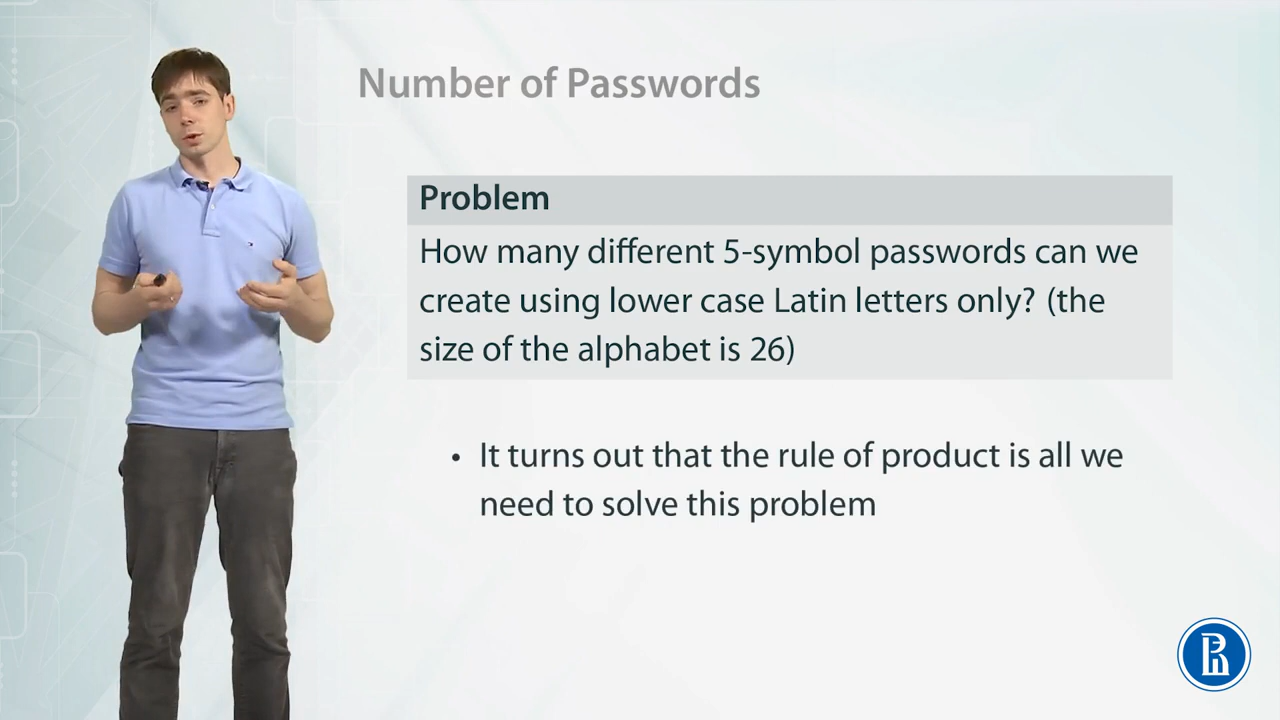 Number of Passwords
Problem
How many different 5-symbol passwords can we
create using lower case Latin letters only? (the
size of the alphabet is 26)
• It turns out that the rule of product is all we
need to solve this problem